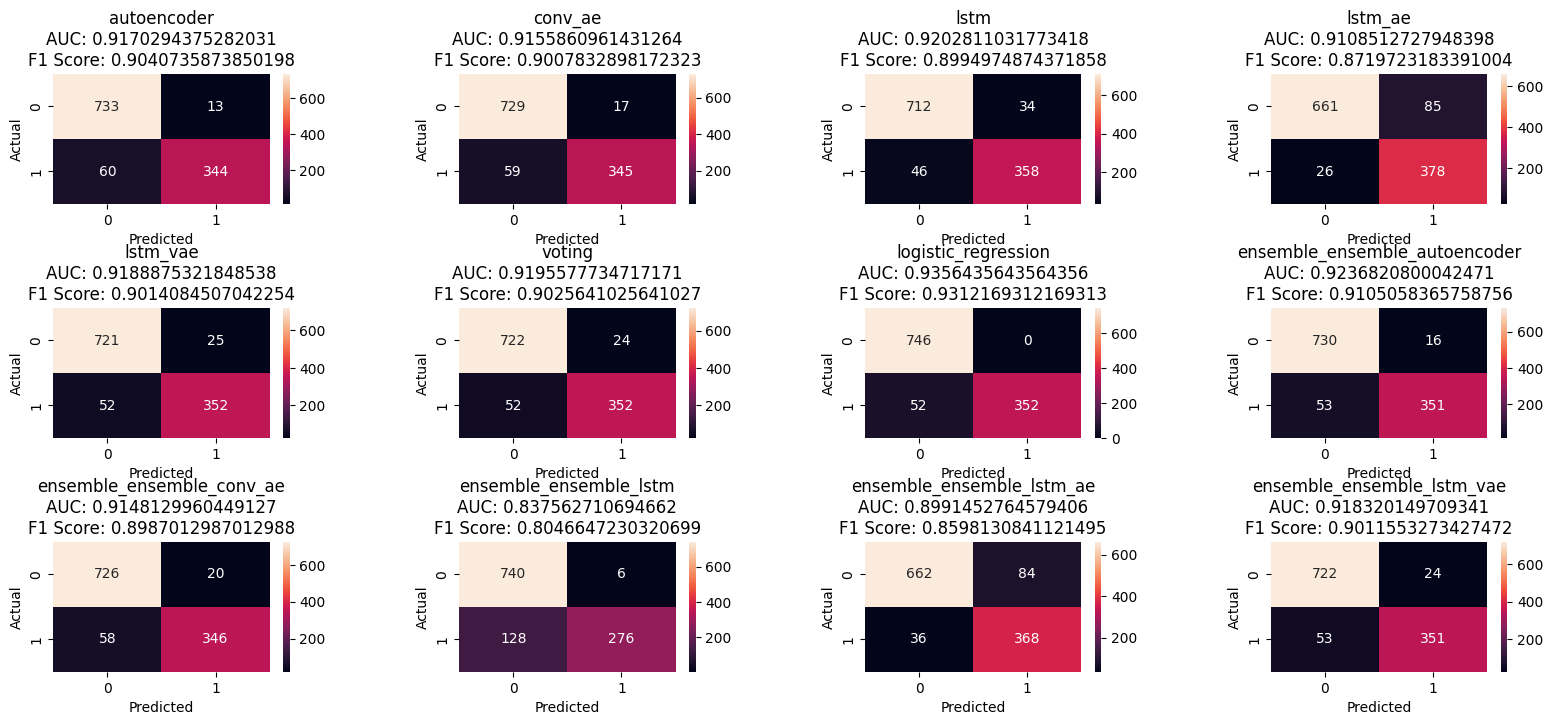 autoencoder
AUC: 0.9170294375282031
F1 Score: 0.9040735873850198
Actual
0
1
733
13
60
344
0
1
Predicted
600
400
200
conv_ae
AUC: 0.9155860961431264
F1 Score: 0.9007832898172323
Actual
0
1
729
17
59
345
0
1
Predicted
600
400
200
lstm
AUC: 0.9202811031773418
F1 Score: 0.8994974874371858
Actual
0
1
712
34
46
358
0
1
Predicted
600
400
200
lstm_ae
AUC: 0.9108512727948398
F1 Score: 0.8719723183391004
Actual
0
1
661
85
26
378
0
1
Predicted
600
400
200
lstm_vae
AUC: 0.9188875321848538
F1 Score: 0.9014084507042254
Actual
0
1
721
25
52
352
0
1
Predicted
600
400
200
voting
AUC: 0.9195577734717171
F1 Score: 0.9025641025641027
Actual
0
1
722
24
52
352
0
1
Predicted
600
400
200
logistic_regression
AUC: 0.9356435643564356
F1 Score: 0.9312169312169313
Actual
0
1
746
0
52
352
0
1
Predicted
600
400
200
0
ensemble_ensemble_autoencoder
AUC: 0.9236820800042471
F1 Score: 0.9105058365758756
Actual
0
1
730
16
53
351
0
1
Predicted
600
400
200
ensemble_ensemble_conv_ae
AUC: 0.9148129960449127
F1 Score: 0.8987012987012988
Actual
0
1
726
20
58
346
0
1
Predicted
600
400
200
ensemble_ensemble_lstm
AUC: 0.837562710694662
F1 Score: 0.8046647230320699
Actual
0
1
740
6
128
276
0
1
Predicted
600
400
200
ensemble_ensemble_lstm_ae
AUC: 0.8991452764579406
F1 Score: 0.8598130841121495
Actual
0
1
662
84
36
368
0
1
Predicted
600
400
200
ensemble_ensemble_lstm_vae
AUC: 0.918320149709341
F1 Score: 0.9011553273427472
Actual
0
1
722
24
53
351
0
1
Predicted
600
400
200